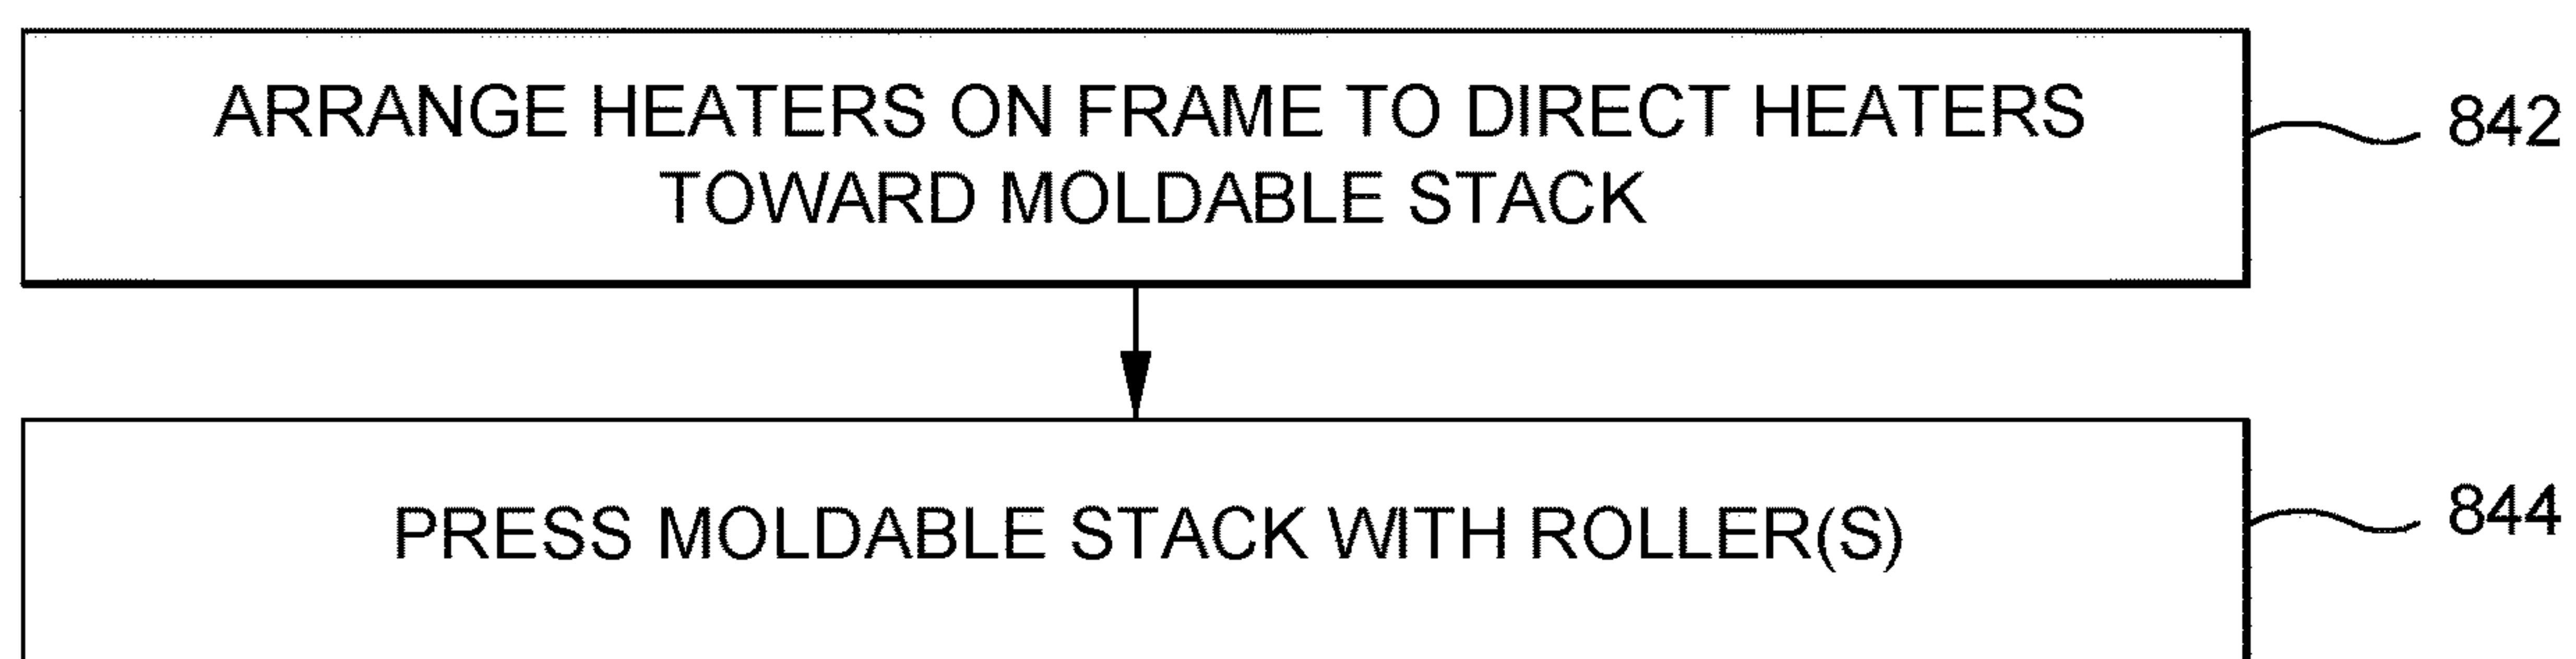 ARRANGE HEATERS ON FRAME TO DIRECT HEATERS
TOWARD MOLDABLE STACK
842
PRESS MOLDABLE STACK WITH ROLLER(S)
844